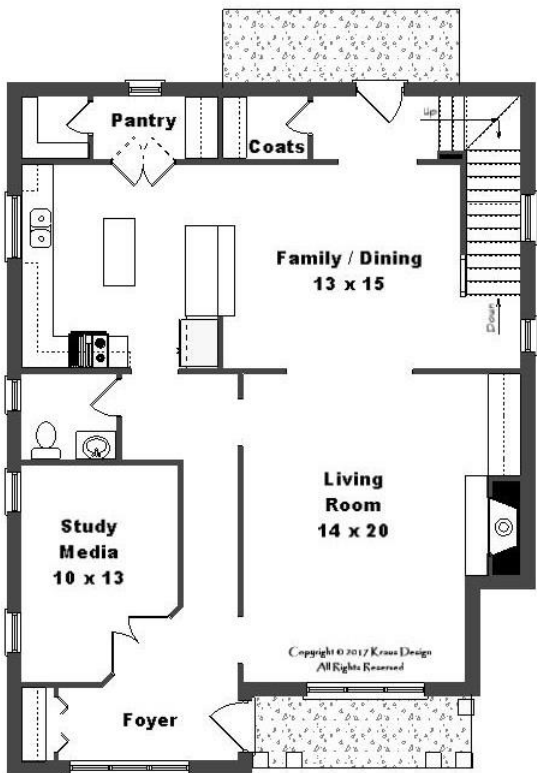 Up
Pantry
Coats
Family / Dining
13 x 15
Down
Living
Room
14 x 20
Study
Media
10 x 13
Copyright © 2017 Kraus Design
All Rights Reserved
Foyer